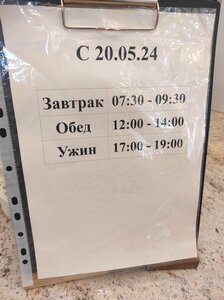 С 20.05.24
Завтрак 07:30 - 09:30
Обед 12:00 - 14:00
Ужин 17:00 - 19:00